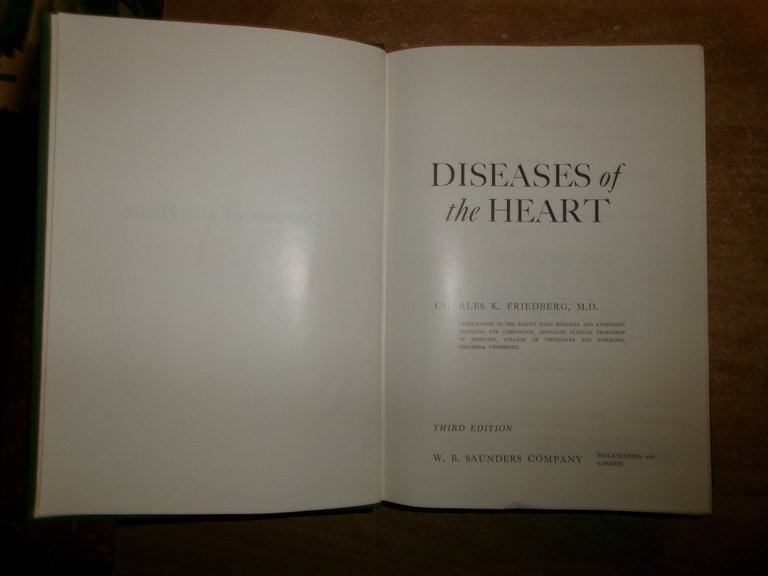 DISEASES of
the HEART
CHARLES K. FRIEDBERG, M.D.
CARDIOLOGIST TO THE MOUNT SINAI HOSPITAL AND ATTENDING
PHYSICIAN FOR CARDIOLOGY, ASSOCIATE CLINICAL PROFESSOR
OF MEDICINE, COLLEGE OF PHYSICIANS AND SURGEONS,
COLUMBIA UNIVERSITY.
THIRD EDITION
W. B. SAUNDERS COMPANY
PHILADELPHIA and
LONDON